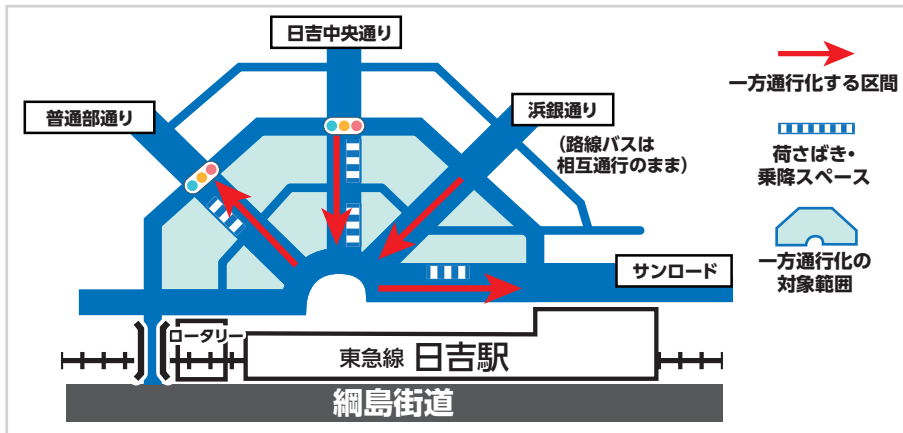 日吉中央通り
普通部通り
浜銀通り
(路線バスは
相互通行のまま)
サンロード
一方通行化する区間
荷さばき・
乗降スペース
一方通行化の
対象範囲
ロータリー
東急線 日吉駅
綱島街道